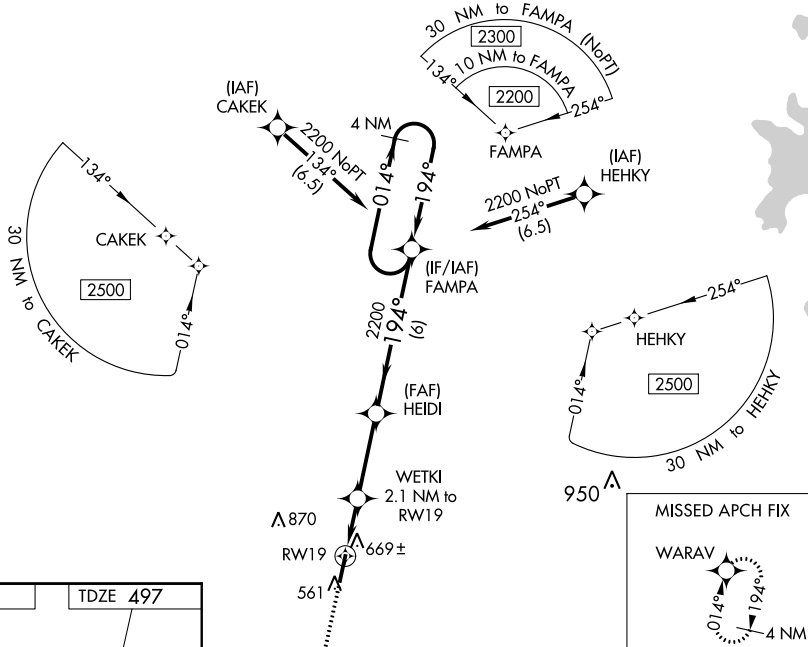 30 NM to FAMPA (NoPT)
2300
10 NM to FAMPA
2200
134°
254°
FAMPA
(IAF)
CAKEK
2200 NoPT
134°
(6.5)
4 NM
014°
194°
(IAF)
HEHKY
2200 NoPT
254°
(6.5)
134°
CAKEK
2500
014°
30 NM to CAKEK
(IF/IAF)
FAMPA
2200
194°
(6)
254°
HEHKY
2500
014°
30 NM to HEHKY
(FAF)
HEIDI
WETKI
2.1 NM to
RW19
870
RW19
669±
561
950
MISSED APCH FIX
WARAV
014°
194°
4 NM
TDZE 497